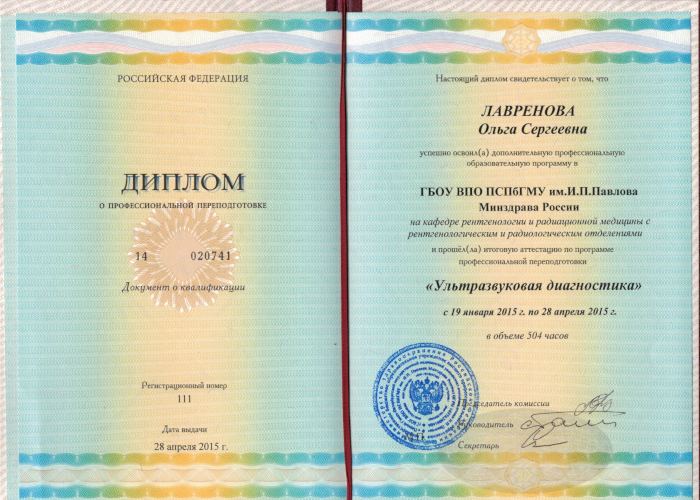 РОССИЙСКАЯ ФЕДЕРАЦИЯ
ДИПЛОМ
О ПРОФЕССИОНАЛЬНОЙ ПЕРЕПОДГОТОВКЕ
14 020741
Документ о квалификации
Регистрационный номер
111
Дата выдачи
28 апреля 2015 г.
Настоящий диплом свидетельствует о том, что
ЛАВРЕНОВА
Ольга Сергеевна
успешно освоил(а) дополнительную профессиональную
образовательную программу в
ГБОУ ВПО ПСПбГМУ им.И.П.Павлова
Минздрава России
на кафедре рентгенологии и радиационной медицины с
рентгенологическим и радиологическим отделениями
и прошёл(ла) итоговую аттестацию по программе
профессиональной переподготовки
«Ультразвуковая диагностика»
с 19 января 2015 г. по 28 апреля 2015 г.
в объеме 504 часов
Председатель комиссии
Руководитель
Секретарь